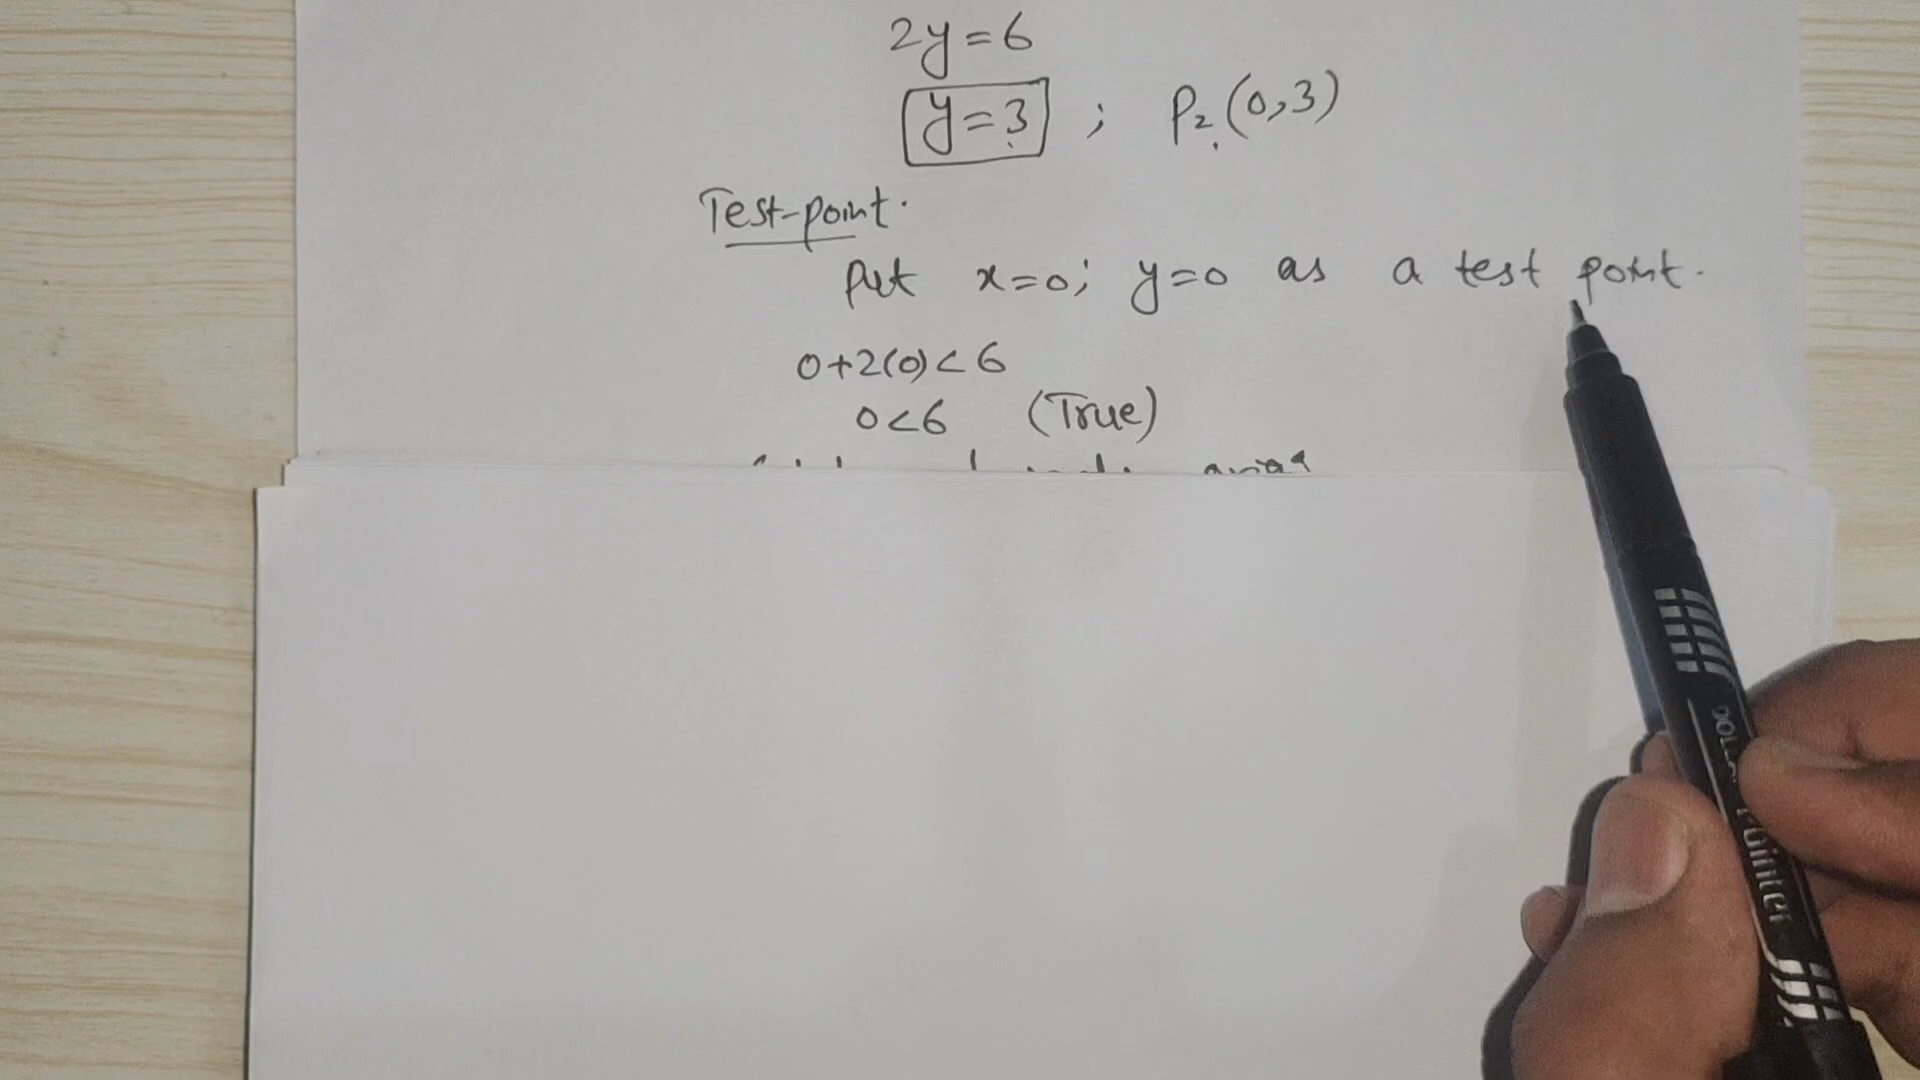 2y=6
y=3 ; P₂(0,3)
Test-point.
Put x=0; y=0 as a test point.
0+2(0)<6
0<6 (True)
Pointer